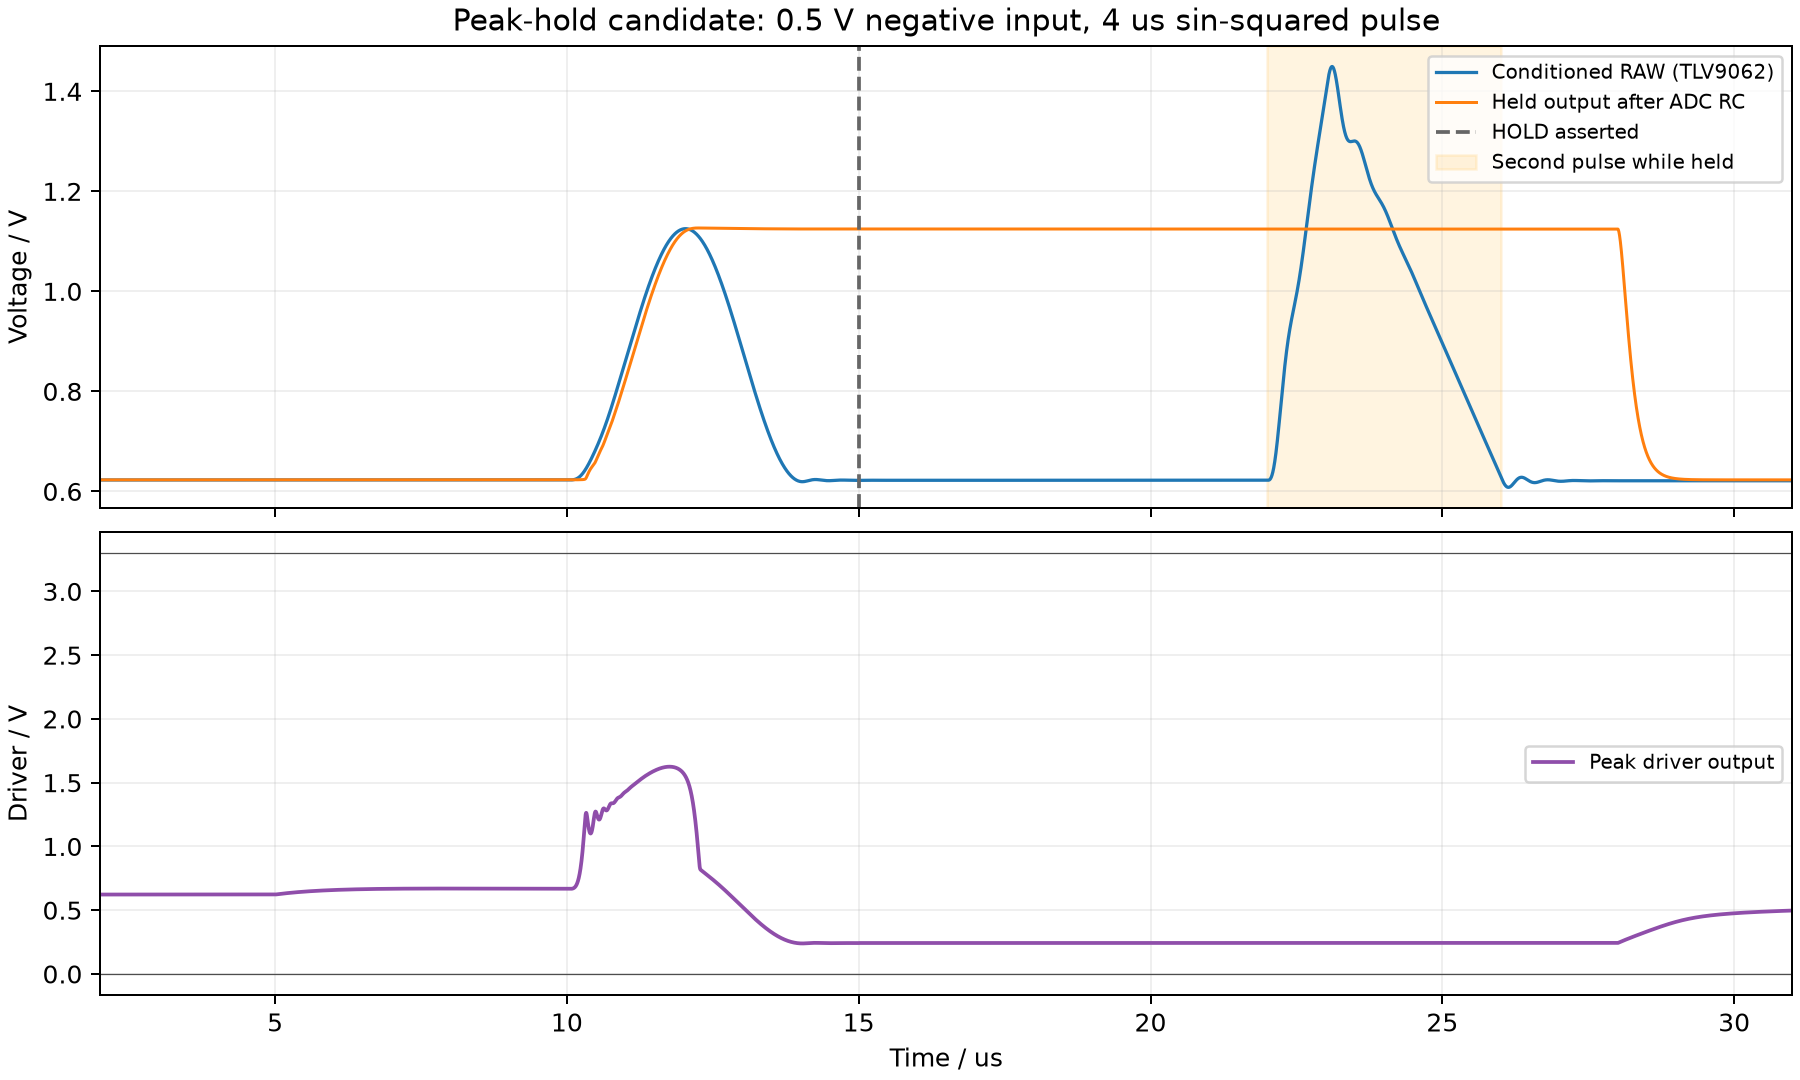 Peak-hold candidate: 0.5 V negative input, 4 us sin-squared pulse
Voltage / V
1.4
1.2
1.0
0.8
0.6
Conditioned RAW (TLV9062)
Held output after ADC RC
HOLD asserted
Second pulse while held
Driver / V
3.0
2.5
2.0
1.5
1.0
0.5
0.0
Peak driver output
5 10 15 20 25 30
Time / us